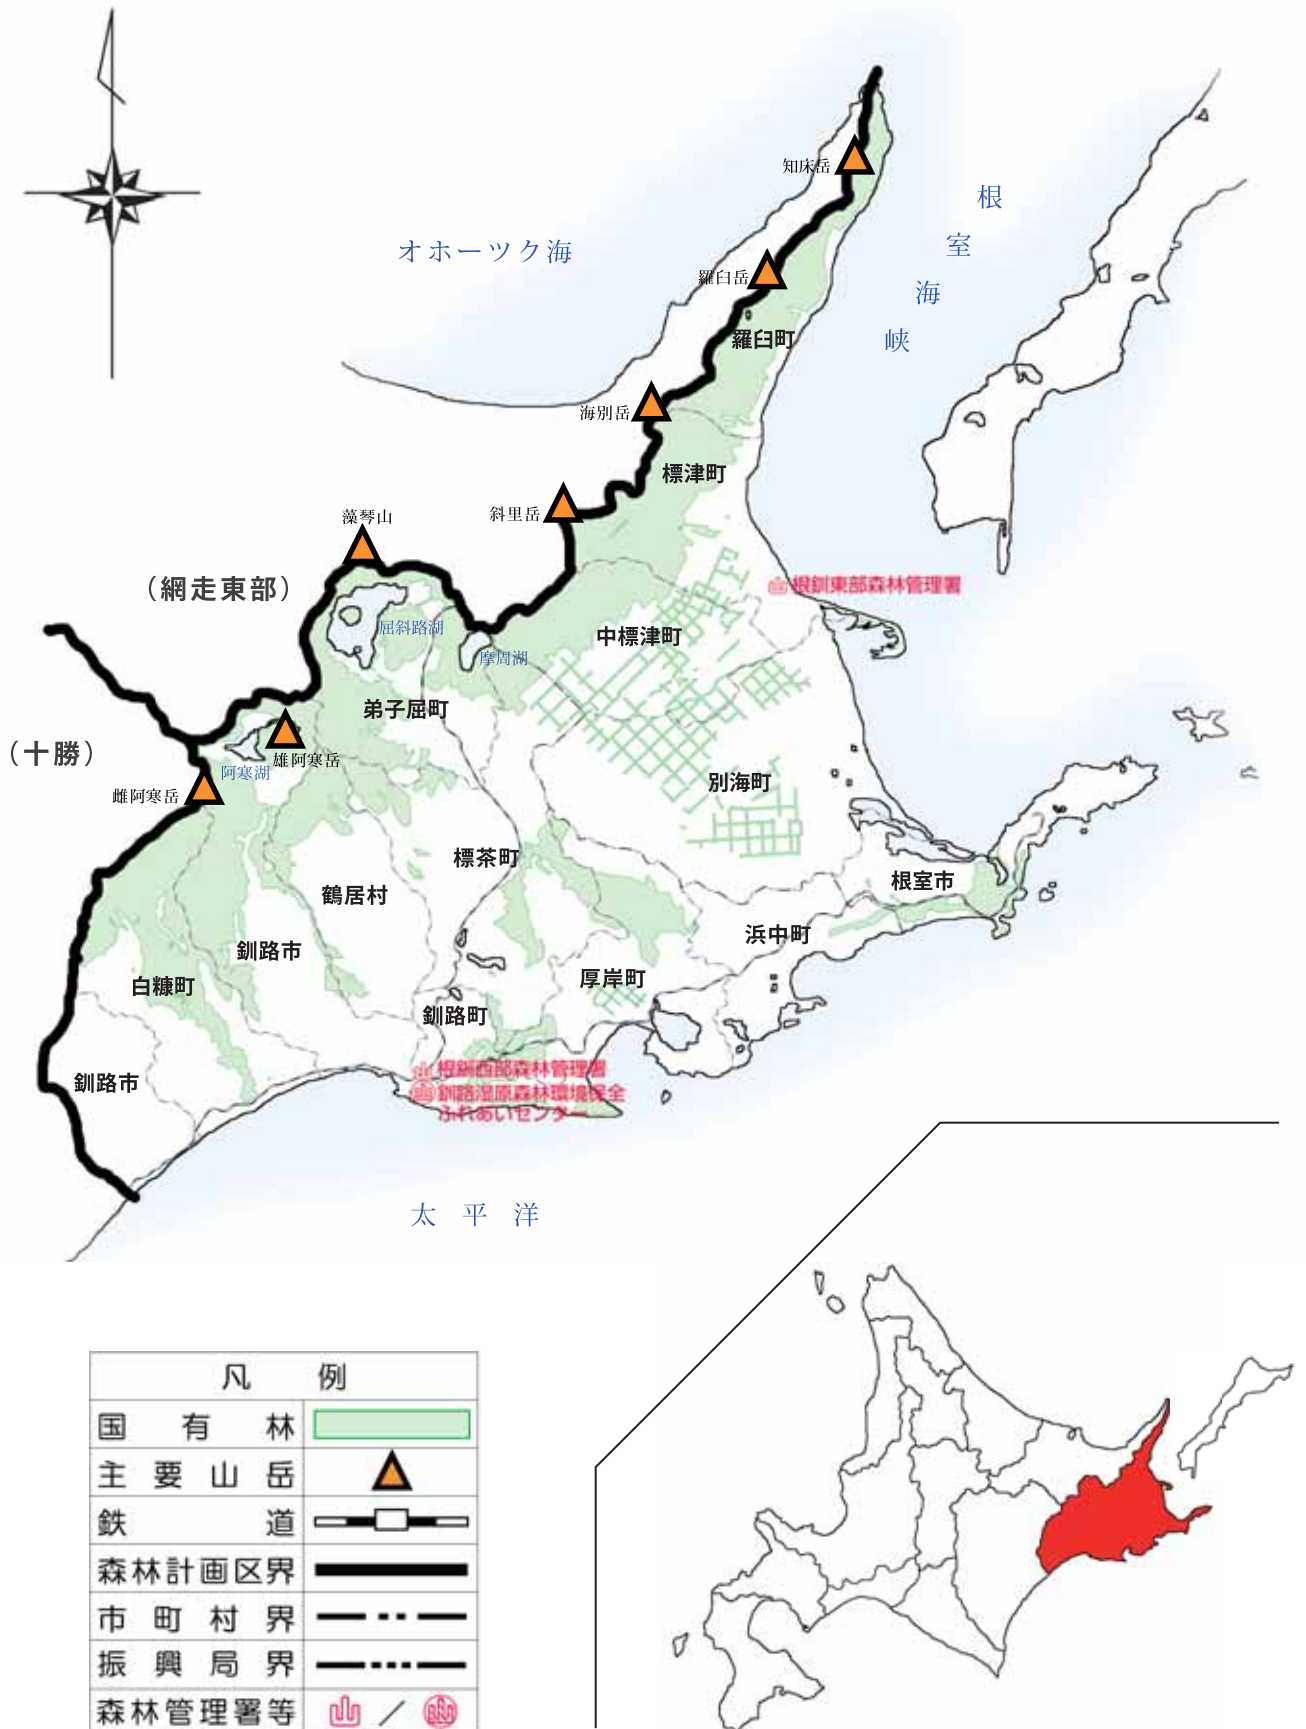 知床岳
根室海峡
オホーツク海
羅臼岳
羅臼町
海別岳
標津町
斜里岳
藻琴山
（網走東部）
根釧東部森林管理署
屈斜路湖
中標津町
摩周湖
弟子屈町
（十勝）
雄阿寒岳
阿寒湖
雌阿寒岳
別海町
標茶町
根室市
鶴居村
浜中町
釧路市
厚岸町
白糠町
釧路町
根釧西部森林管理署
釧路市
釧路湿原森林環境保全
ふれあいセンター
太平洋
凡例
国有林
主要山岳
鉄道
森林計画区界
市町村界
振興局界
森林管理署等 ／